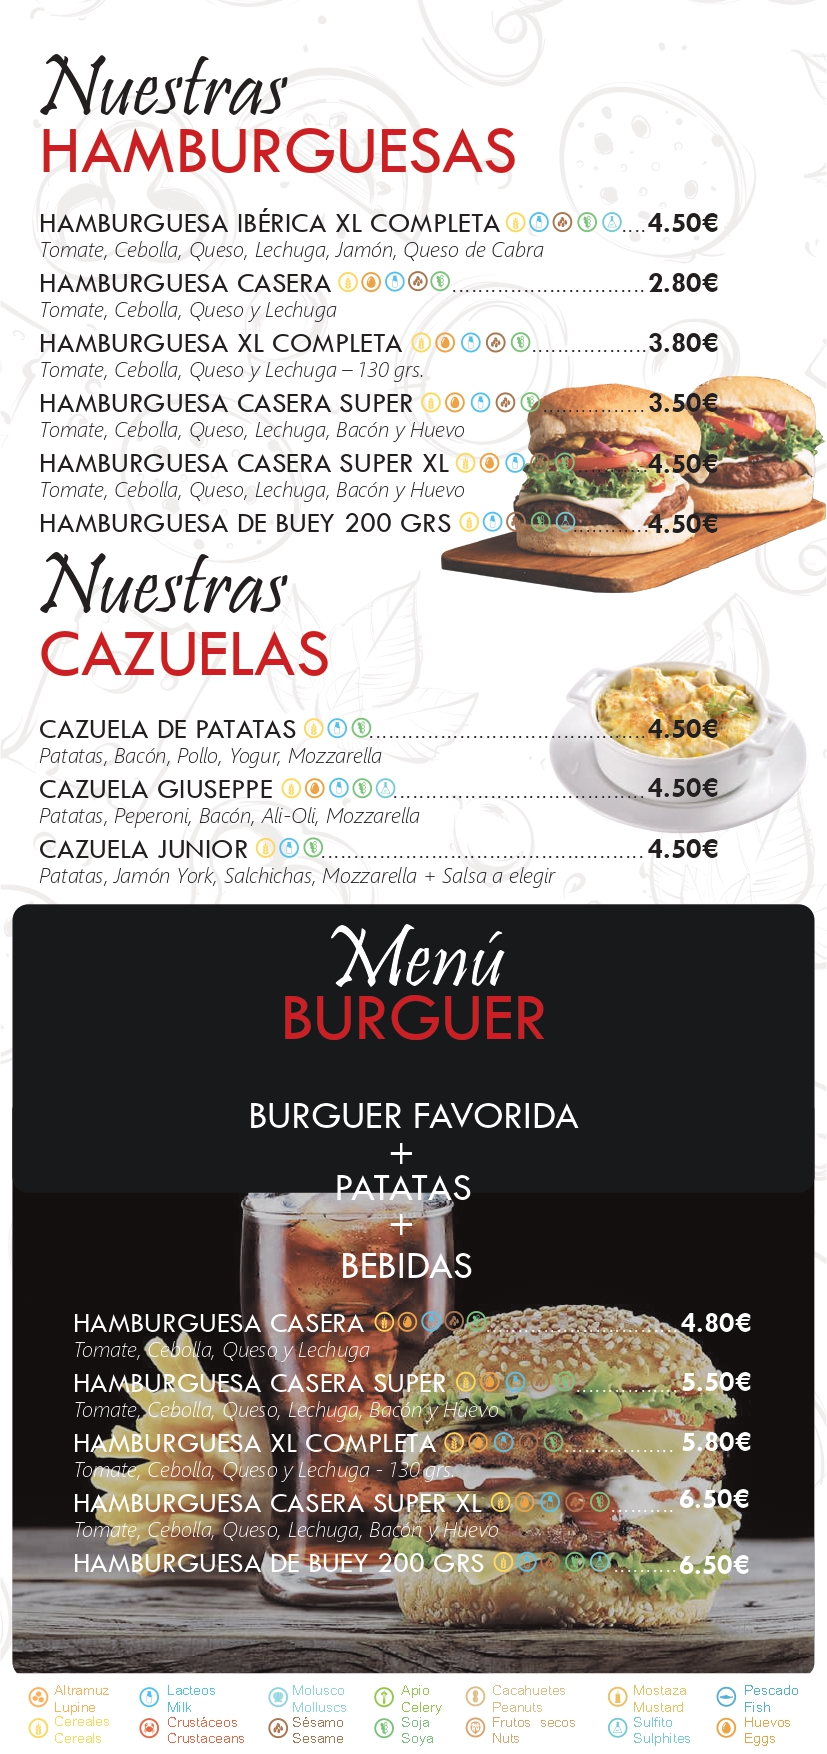 Nuestras
HAMBURGUESAS
HAMBURGUESA IBÉRICA XL COMPLETA....4.50€
Tomate, Cebolla, Queso, Lechuga, Jamón, Queso de Cabra
HAMBURGUESA CASERA..............................2.80€
Tomate, Cebolla, Queso y Lechuga
HAMBURGUESA XL COMPLETA..................3.80€
Tomate, Cebolla, Queso y Lechuga – 130 grs.
HAMBURGUESA CASERA SUPER................3.50€
Tomate, Cebolla, Queso, Lechuga, Bacón y Huevo
HAMBURGUESA CASERA SUPER XL...........4.50€
Tomate, Cebolla, Queso, Lechuga, Bacón y Huevo
HAMBURGUESA DE BUEY 200 GRS............4.50€
Nuestras
CAZUELAS
CAZUELA DE PATATAS...........................................4.50€
Patatas, Bacón, Pollo, Yogur, Mozzarella
CAZUELA GIUSEPPE.......................................4.50€
Patatas, Peperoni, Bacón, Ali-Oli, Mozzarella
CAZUELA JUNIOR..................................................4.50€
Patatas, Jamón York, Salchichas, Mozzarella + Salsa a elegir
Menú
BURGUER
BURGUER FAVORIDA
+
PATATAS
+
BEBIDAS
HAMBURGUESA CASERA..............................4.80€
Tomate, Cebolla, Queso y Lechuga
HAMBURGUESA CASERA SUPER................5.50€
Tomate, Cebolla, Queso, Lechuga, Bacón y Huevo
HAMBURGUESA XL COMPLETA.................5.80€
Tomate, Cebolla, Queso y Lechuga - 130 grs.
HAMBURGUESA CASERA SUPER XL..........6.50€
Tomate, Cebolla, Queso, Lechuga, Bacón y Huevo
HAMBURGUESA DE BUEY 200 GRS..........6.50€
Altramuz Lacteos Molusco Apio Cacahuetes Mostaza Pescado
Lupine Milk Molluscs Celery Peanuts Mustard Fish
Cereales Crustáceos Sésamo Soja Frutos secos Sulfito Huevos
Cereals Crustaceans Sesame Soya Nuts Sulphites Eggs